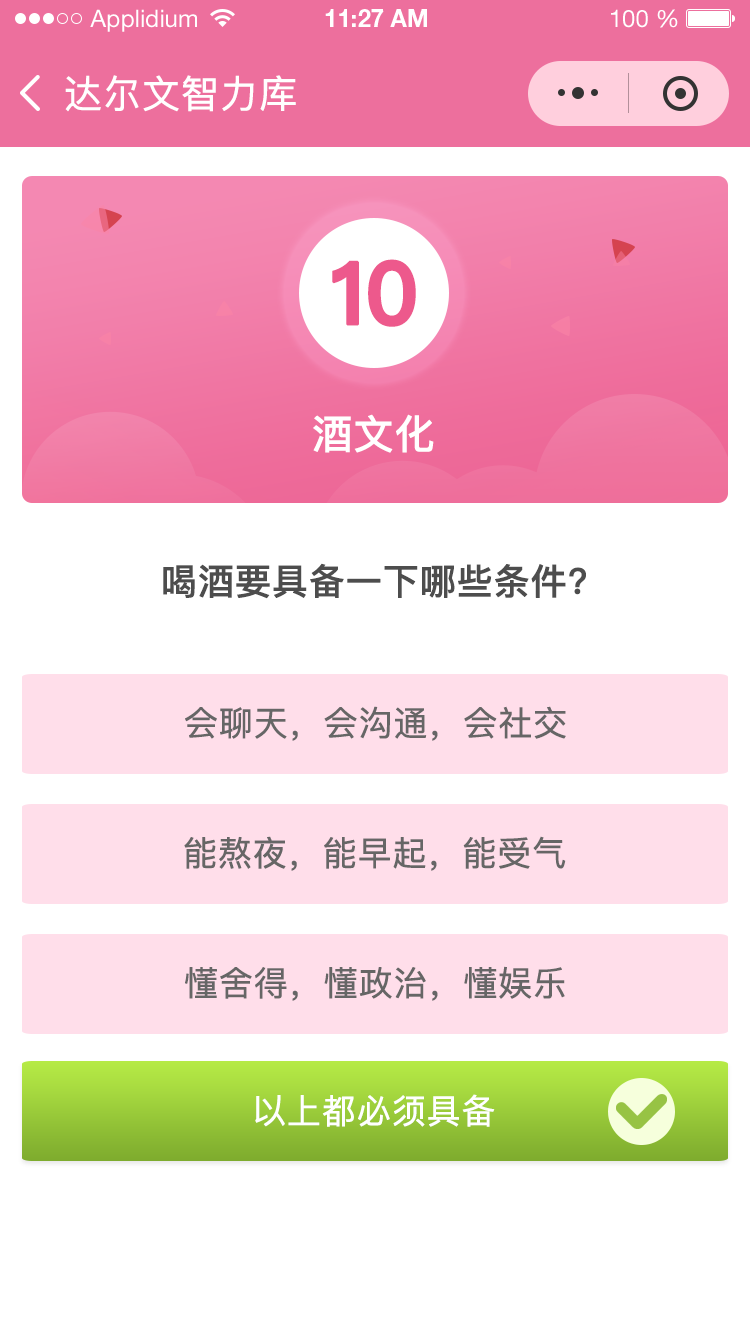 Applidium 11:27 AM 100 %
达尔文智力库
10
酒文化
喝酒要具备一下哪些条件?
会聊天，会沟通，会社交
能熬夜，能早起，能受气
懂舍得，懂政治，懂娱乐
以上都必须具备